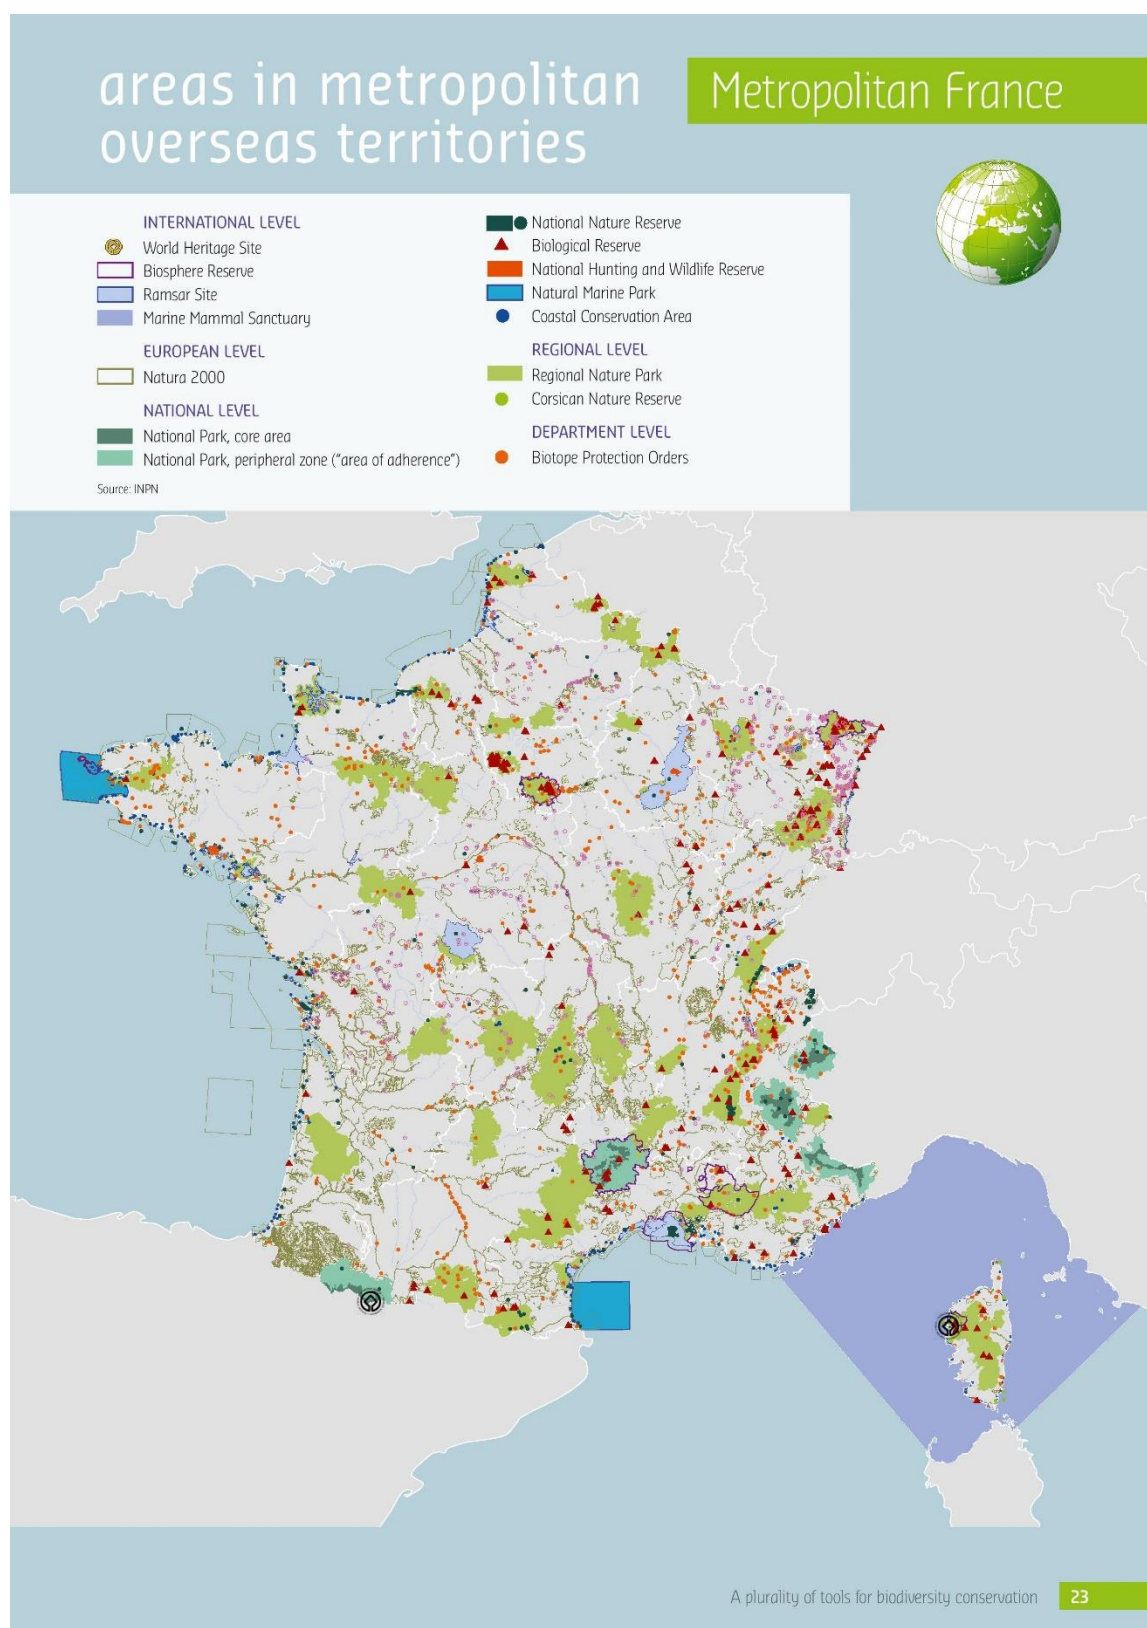 areas in metropolitan
overseas territories
Metropolitan France
INTERNATIONAL LEVEL
World Heritage Site
Biosphere Reserve
Ramsar Site
Marine Mammal Sanctuary
EUROPEAN LEVEL
Natura 2000
NATIONAL LEVEL
National Park, core area
National Park, peripheral zone (“area of adherence”)
Source: INPN
National Nature Reserve
Biological Reserve
National Hunting and Wildlife Reserve
Natural Marine Park
Coastal Conservation Area
REGIONAL LEVEL
Regional Nature Park
Corsican Nature Reserve
DEPARTMENT LEVEL
Biotope Protection Orders
A plurality of tools for biodiversity conservation 23